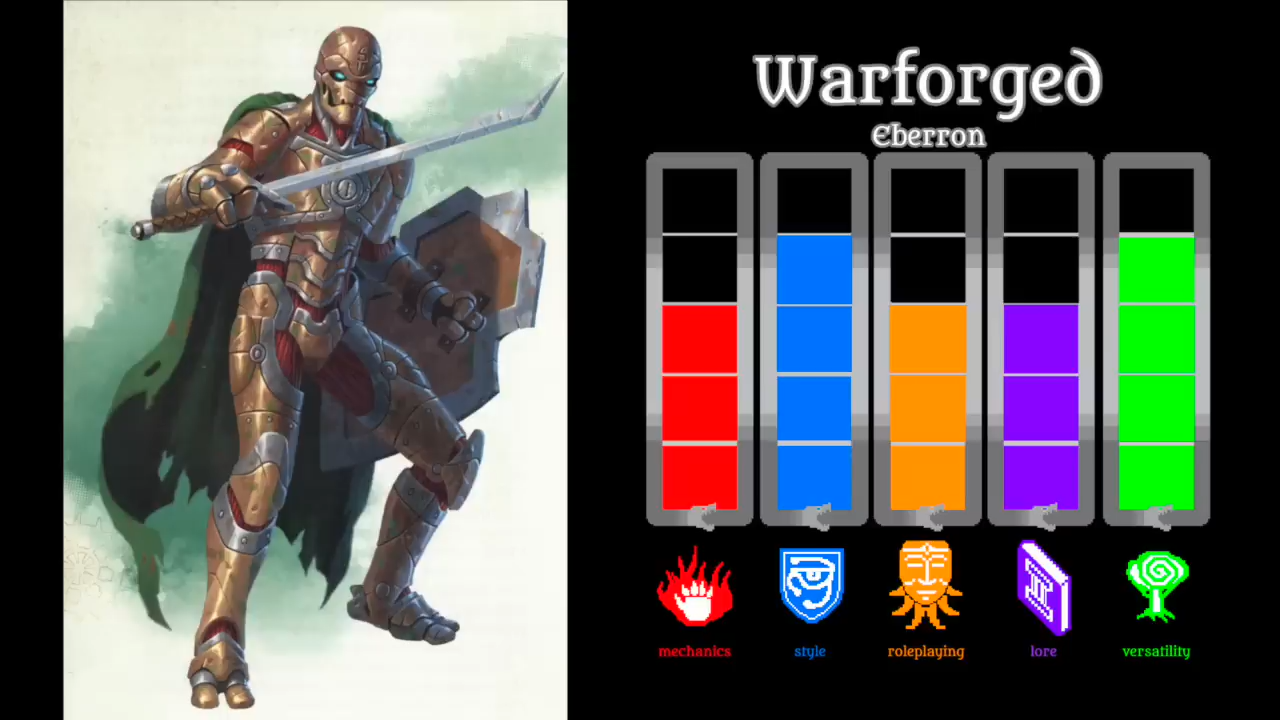 Warforged
Eberron
mechanics
style
roleplaying
lore
versatility